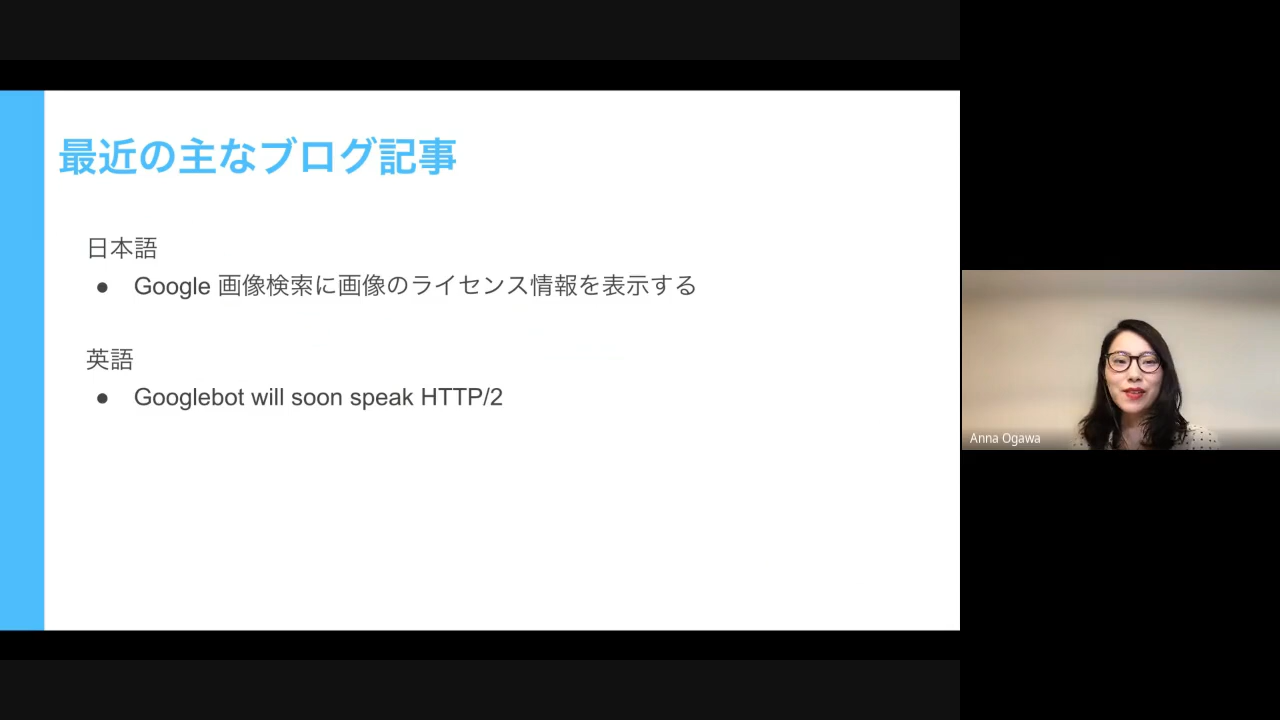 最近の主なブログ記事
日本語
● Google 画像検索に画像のライセンス情報を表示する
英語
● Googlebot will soon speak HTTP/2
Anna Ogawa